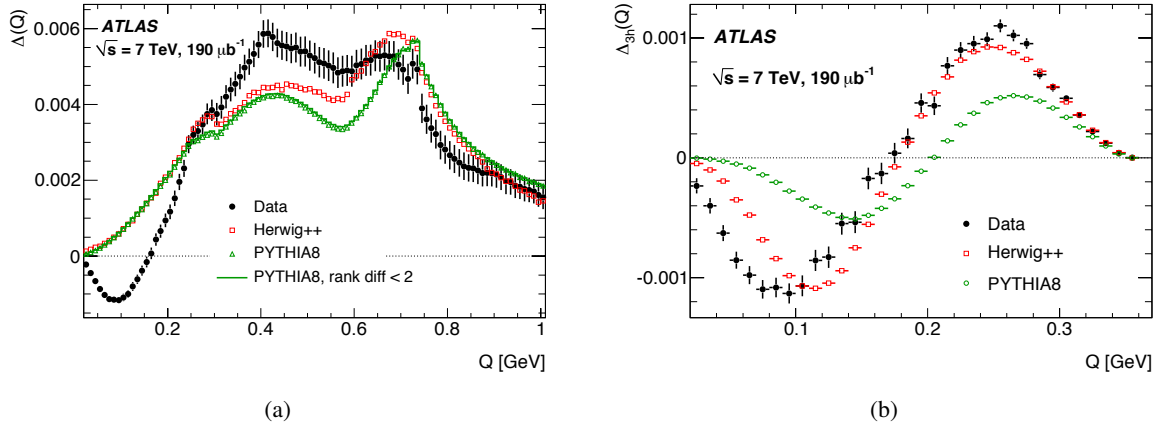 Δ(Q)
0.006
0.004
0.002
0
ATLAS
√s = 7 TeV, 190 μb⁻¹
Data
Herwig++
PYTHIA8
PYTHIA8, rank diff < 2
0.2
0.4
0.6
0.8
1
Q [GeV]
(a)
Δ₃ₕ(Q)
0.001
0
-0.001
ATLAS
√s = 7 TeV, 190 μb⁻¹
Data
Herwig++
PYTHIA8
0.1
0.2
0.3
Q [GeV]
(b)